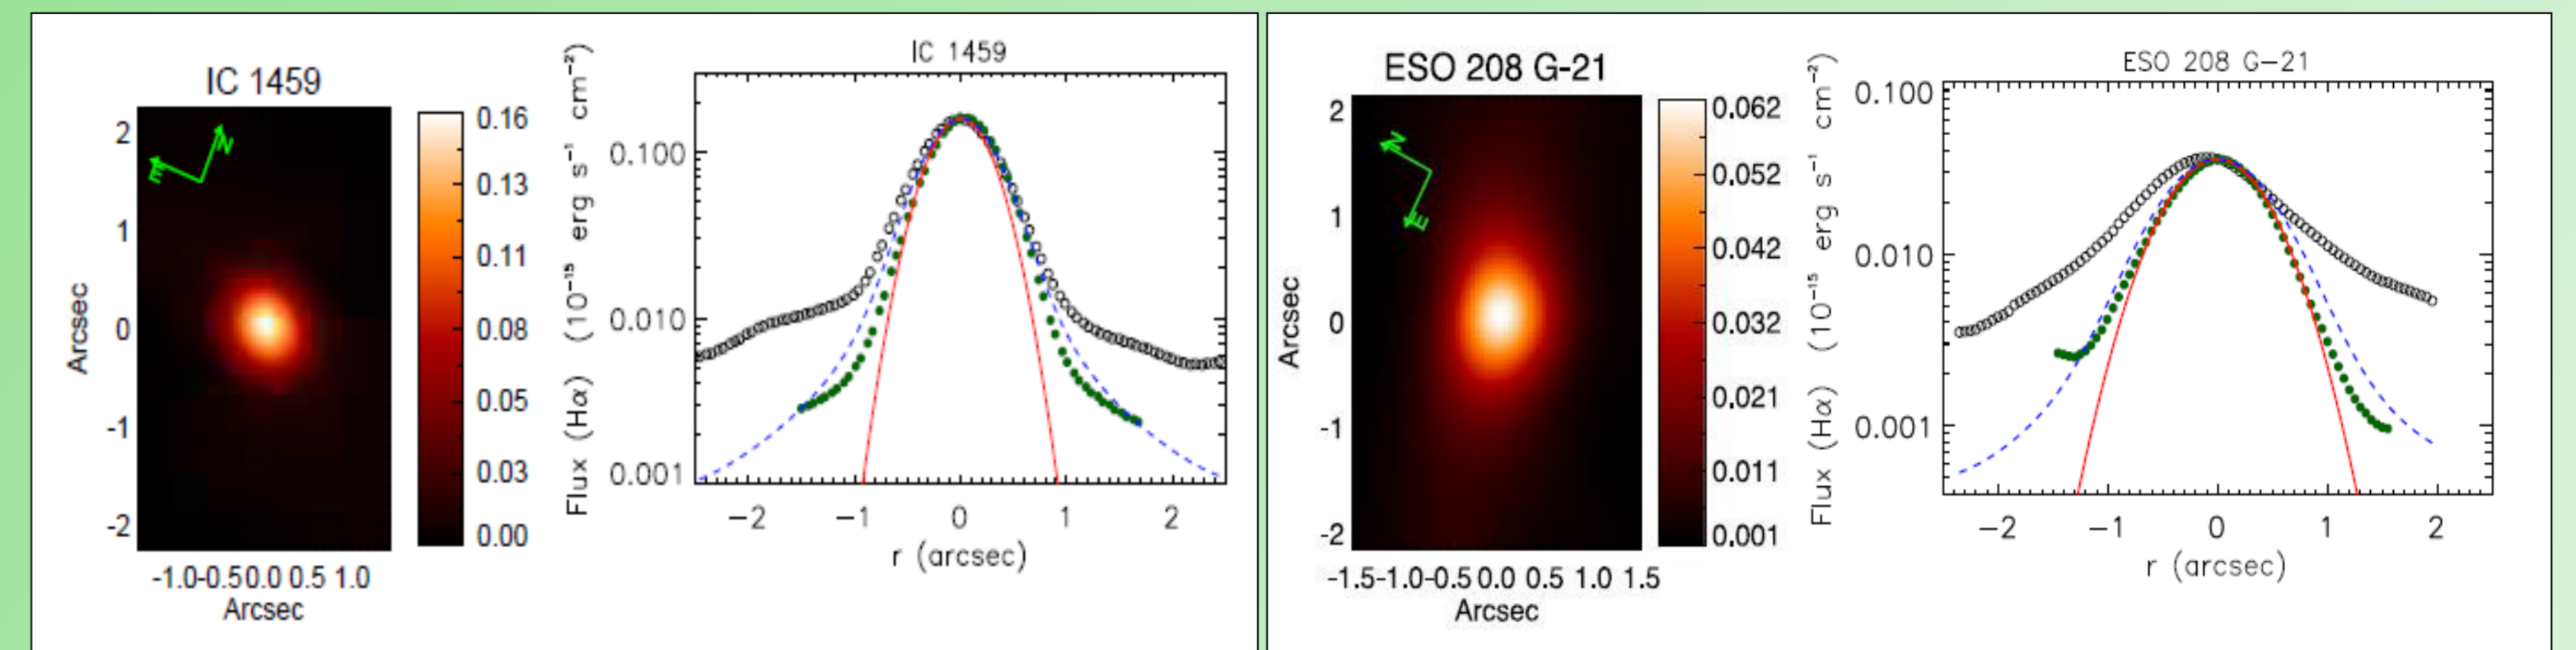 IC 1459
2
1
0
-1
-2
Arcsec
N
E
-1.0-0.5 0.0 0.5 1.0
Arcsec
0.16
0.13
0.11
0.08
0.05
0.03
0.00
IC 1459
Flux (Hα) (10⁻¹⁵ erg s⁻¹ cm⁻²)
0.100
0.010
0.001
−2 −1 0 1 2
r (arcsec)
ESO 208 G-21
2
1
0
-1
-2
Arcsec
N
E
-1.5-1.0-0.5 0.0 0.5 1.0 1.5
Arcsec
0.062
0.052
0.042
0.032
0.021
0.011
0.001
ESO 208 G−21
Flux (Hα) (10⁻¹⁵ erg s⁻¹ cm⁻²)
0.100
0.010
0.001
−2 −1 0 1 2
r (arcsec)